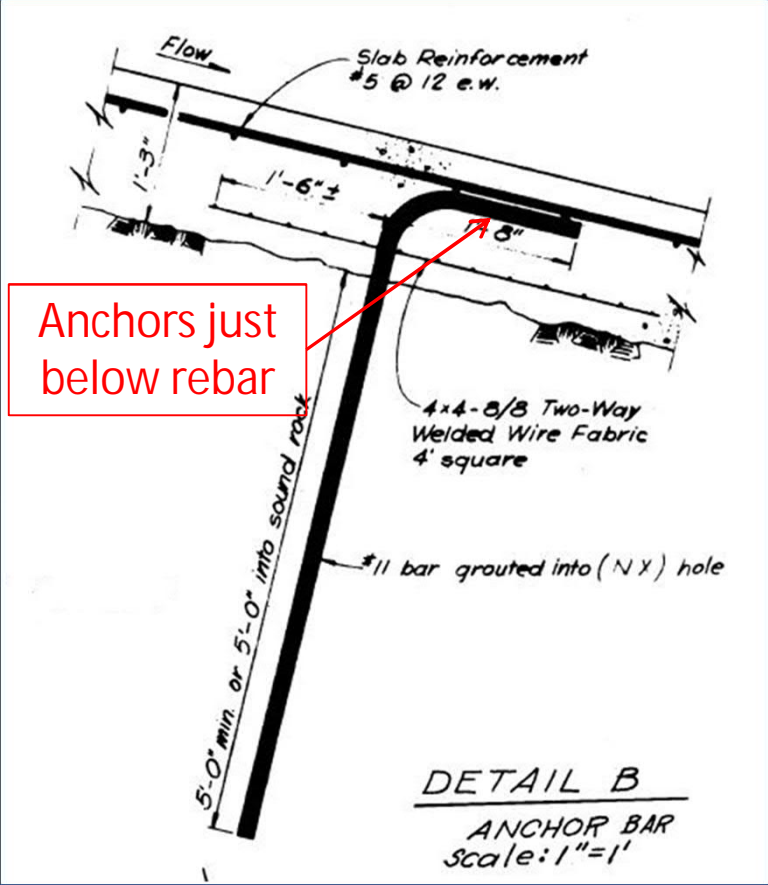 Flow
Slab Reinforcement
#5 @ 12 e.w.
1'-3"
1'-6" ±
8"
Anchors just
below rebar
4x4-8/8 Two-Way
Welded Wire Fabric
4' square
5'-0" min. or 5'-0" into sound rock
#11 bar grouted into (NX) hole
DETAIL B
ANCHOR BAR
Scale: 1"=1'